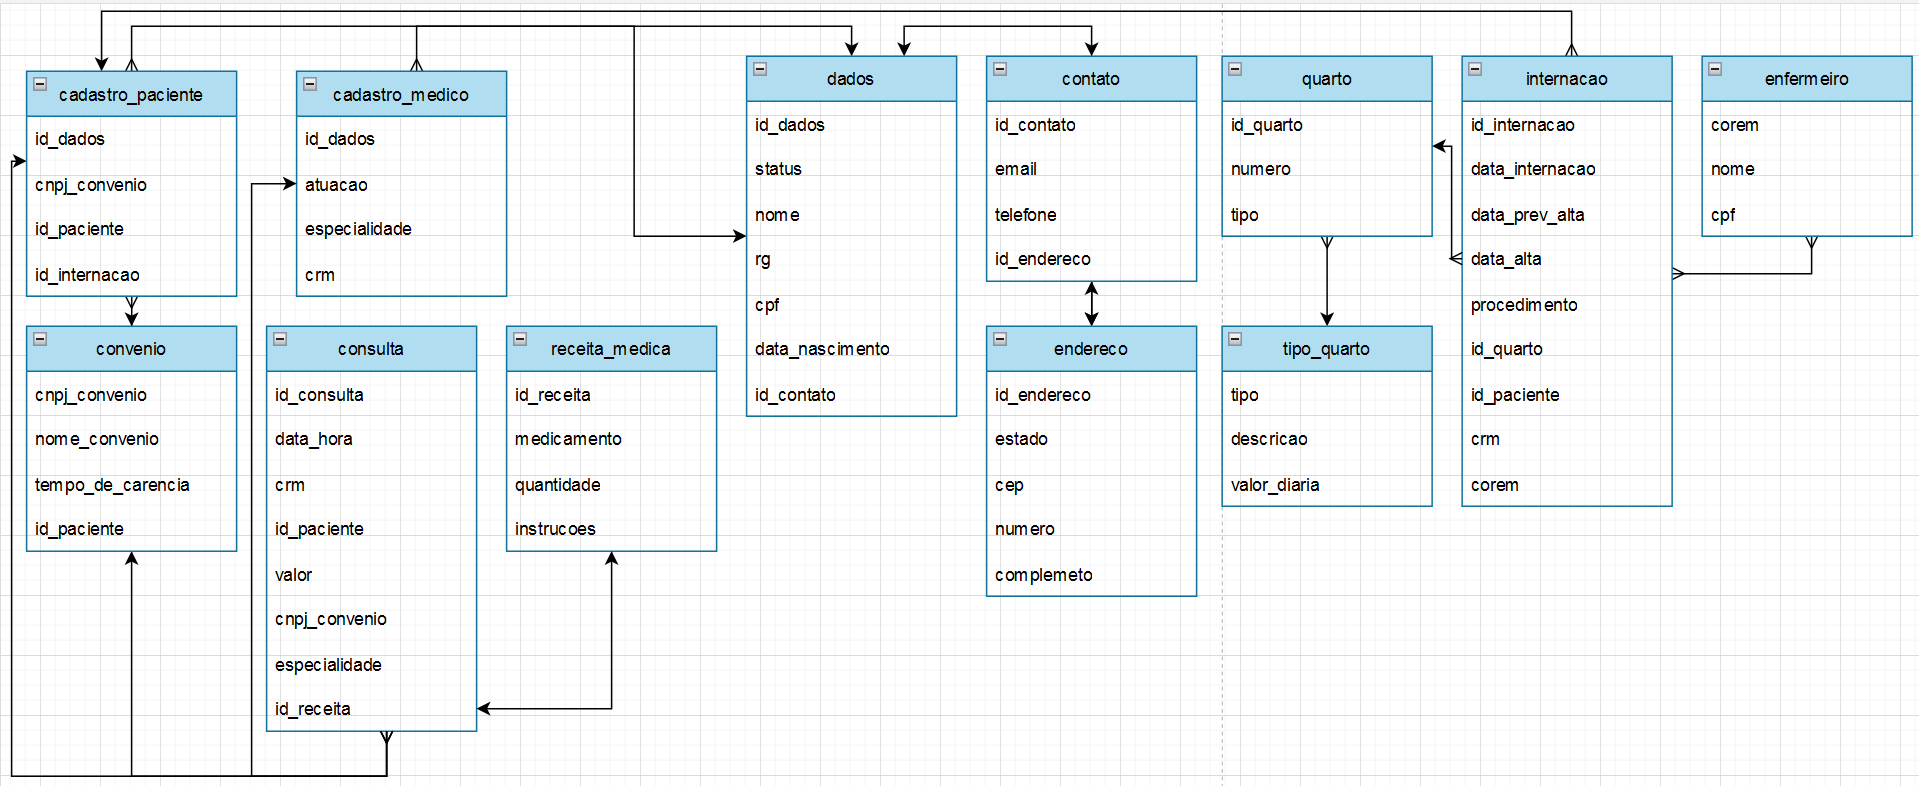 cadastro_paciente
id_dados
cnpj_convenio
id_paciente
id_internacao
cadastro_medico
id_dados
atuacao
especialidade
crm
dados
id_dados
status
nome
rg
cpf
data_nascimento
id_contato
contato
id_contato
email
telefone
id_endereco
quarto
id_quarto
numero
tipo
internacao
id_internacao
data_internacao
data_prev_alta
data_alta
procedimento
id_quarto
id_paciente
crm
corem
enfermeiro
corem
nome
cpf
convenio
cnpj_convenio
nome_convenio
tempo_de_carencia
id_paciente
consulta
id_consulta
data_hora
crm
id_paciente
valor
cnpj_convenio
especialidade
id_receita
receita_medica
id_receita
medicamento
quantidade
instrucoes
endereco
id_endereco
estado
cep
numero
complemeto
tipo_quarto
tipo
descricao
valor_diaria